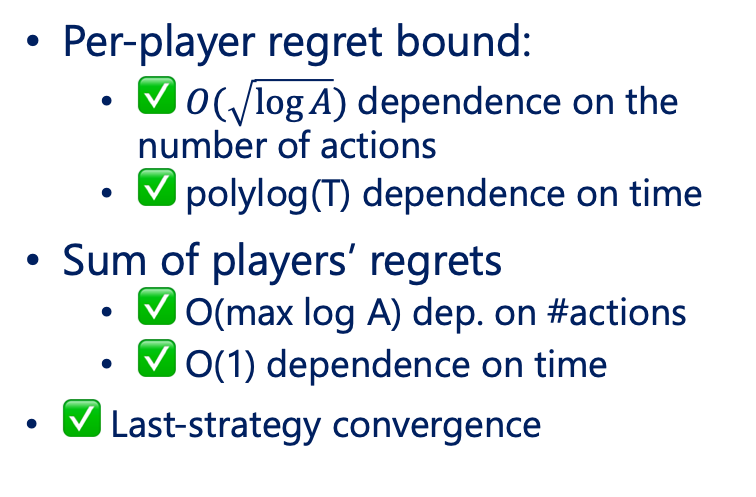 • Per-player regret bound:
• ✅ O(√log A) dependence on the
number of actions
• ✅ polylog(T) dependence on time
• Sum of players’ regrets
• ✅ O(max log A) dep. on #actions
• ✅ O(1) dependence on time
• ✅ Last-strategy convergence